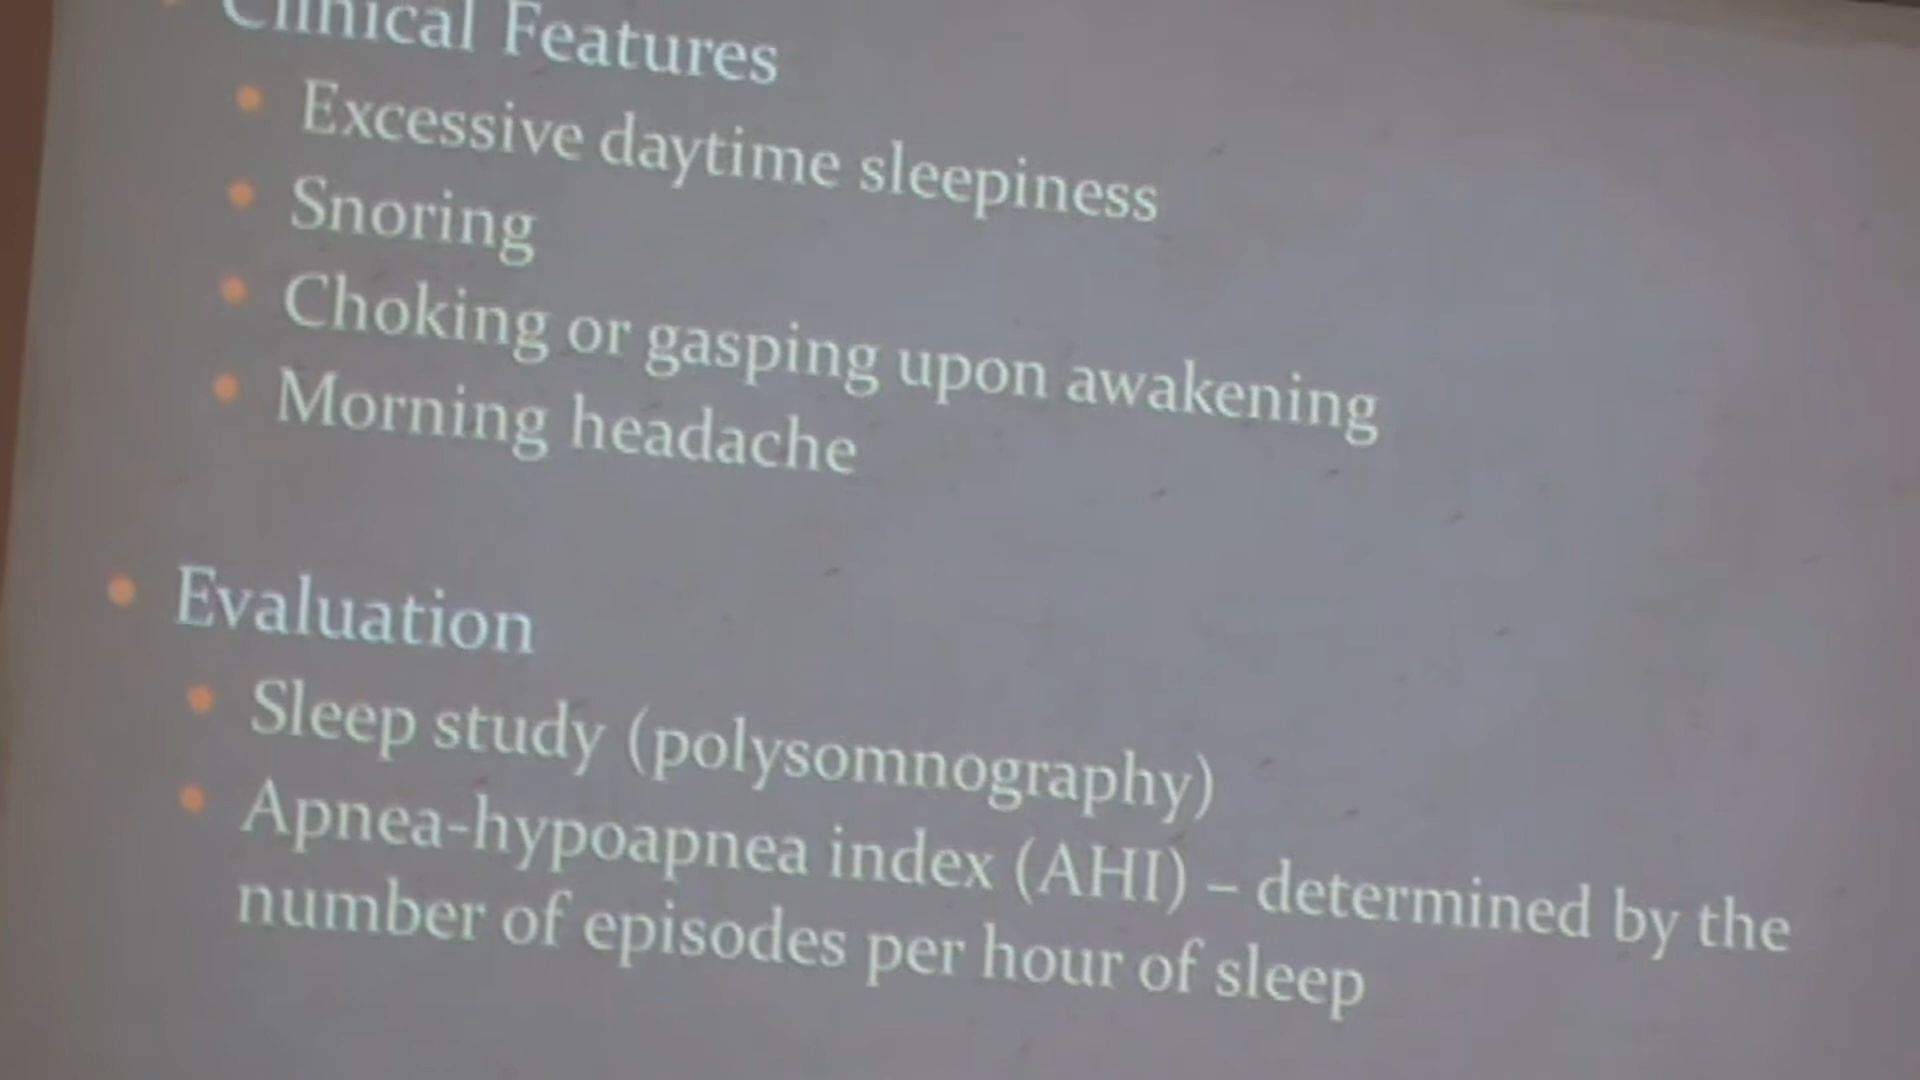 Clinical Features
Excessive daytime sleepiness
Snoring
Choking or gasping upon awakening
Morning headache
Evaluation
Sleep study (polysomnography)
Apnea-hypoapnea index (AHI) – determined by the
number of episodes per hour of sleep